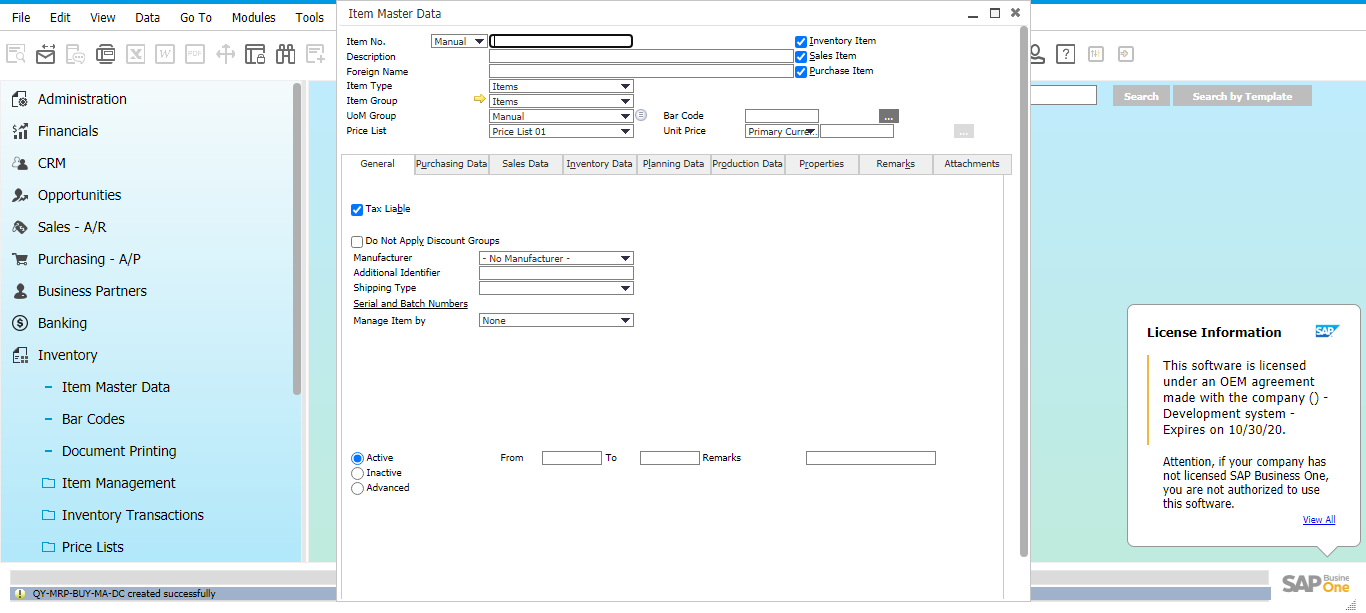 File Edit View Data Go To Modules Tools
Item Master Data
Item No. Manual Inventory Item
Description Sales Item
Foreign Name Purchase Item
Item Type Items
Item Group Items
UoM Group Manual Bar Code ...
Price List Price List 01 Unit Price Primary Curre... ...
Search Search by Template
General Purchasing Data Sales Data Inventory Data Planning Data Production Data Properties Remarks Attachments
Tax Liable
Do Not Apply Discount Groups
Manufacturer - No Manufacturer -
Additional Identifier
Shipping Type
Serial and Batch Numbers
Manage Item by None
Active From To Remarks
Inactive
Advanced
Administration
Financials
CRM
Opportunities
Sales - A/R
Purchasing - A/P
Business Partners
Banking
Inventory
Item Master Data
Bar Codes
Document Printing
Item Management
Inventory Transactions
Price Lists
License Information SAP
This software is licensed
under an OEM agreement
made with the company () -
Development system -
Expires on 10/30/20.
Attention, if your company has
not licensed SAP Business One,
you are not authorized to use
this software.
View All
QY-MRP-BUY-MA-DC created successfully
SAP Busine
One